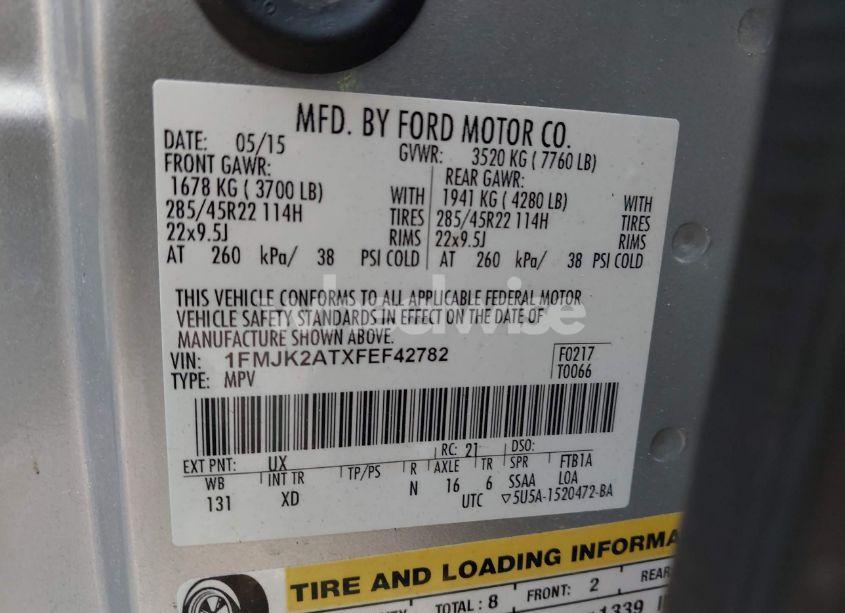 MFD. BY FORD MOTOR CO.
DATE: 05/15 GVWR: 3520 KG ( 7760 LB)
FRONT GAWR: REAR GAWR:
1678 KG ( 3700 LB) WITH 1941 KG ( 4280 LB) WITH
285/45R22 114H TIRES 285/45R22 114H TIRES
22x9.5J RIMS 22x9.5J RIMS
AT 260 kPa/ 38 PSI COLD AT 260 kPa/ 38 PSI COLD
THIS VEHICLE CONFORMS TO ALL APPLICABLE FEDERAL MOTOR
VEHICLE SAFETY STANDARDS IN EFFECT ON THE DATE OF
MANUFACTURE SHOWN ABOVE.
VIN: 1FMJK2ATXFEF42782 F0217
TYPE: MPV T0066
EXT PNT: UX RC: 21 DSO:
WB INT TR TP/PS R AXLE TR SPR FTB1A
131 XD N 16 6 SSAA LOA
UTC ▽5U5A-1520472-BA
TIRE AND LOADING INFORMA
TOTAL: 8 FRONT: 2 REAR
1339